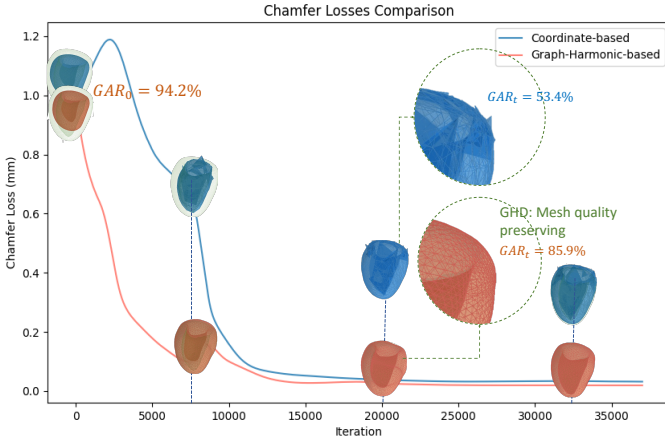 Chamfer Losses Comparison
Coordinate-based
Graph-Harmonic-based
1.2
1.0
0.8
0.6
0.4
0.2
0.0
Chamfer Loss (mm)
GAR₀ = 94.2%
GARₜ = 53.4%
GHD: Mesh quality
preserving
GARₜ = 85.9%
0
5000
10000
15000
20000
25000
30000
35000
Iteration